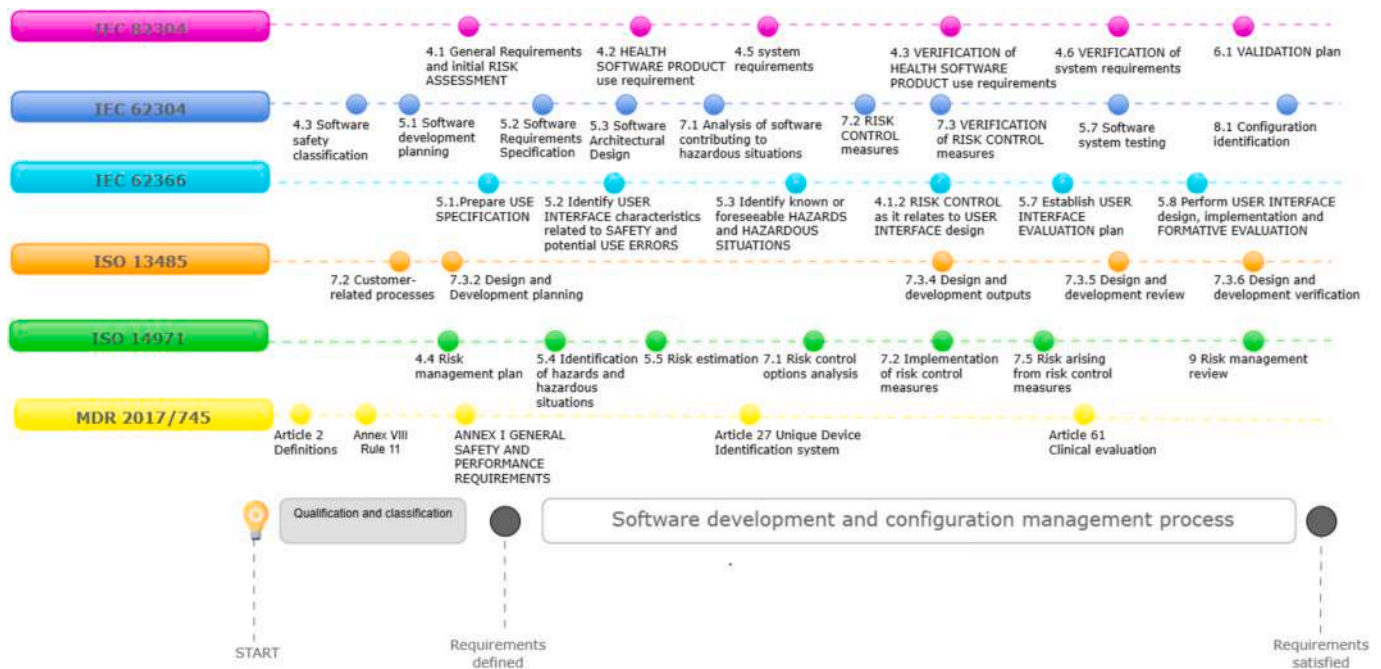 IEC 82304
4.1 General Requirements
and initial RISK
ASSESSMENT
4.2 HEALTH
SOFTWARE PRODUCT
use requirement
4.5 system
requirements
4.3 VERIFICATION of
HEALTH SOFTWARE
PRODUCT use requirements
4.6 VERIFICATION of
system requirements
6.1 VALIDATION plan
IEC 62304
4.3 Software
safety
classification
5.1 Software
development
planning
5.2 Software
Requirements
Specification
5.3 Software
Architectural
Design
7.1 Analysis of software
contributing to
hazardous situations
7.2 RISK
CONTROL
measures
7.3 VERIFICATION
of RISK CONTROL
measures
5.7 Software
system testing
8.1 Configuration
identification
IEC 62366
5.1.Prepare USE
SPECIFICATION
5.2 Identify USER
INTERFACE characteristics
related to SAFETY and
potential USE ERRORS
5.3 Identify known or
foreseeable HAZARDS
and HAZARDOUS
SITUATIONS
4.1.2 RISK CONTROL
as it relates to USER
INTERFACE design
5.7 Establish USER
INTERFACE
EVALUATION plan
5.8 Perform USER INTERFACE
design, implementation and
FORMATIVE EVALUATION
ISO 13485
7.2 Customer-
related processes
7.3.2 Design and
Development planning
7.3.4 Design and
development outputs
7.3.5 Design and
development review
7.3.6 Design and
development verification
ISO 14971
4.4 Risk
management plan
5.4 Identification
of hazards and
hazardous
situations
5.5 Risk estimation
7.1 Risk control
options analysis
7.2 Implementation
of risk control
measures
7.5 Risk arising
from risk control
measures
9 Risk management
review
MDR 2017/745
Article 2
Definitions
Annex VIII
Rule 11
ANNEX I GENERAL
SAFETY AND
PERFORMANCE
REQUIREMENTS
Article 27 Unique Device
Identification system
Article 61
Clinical evaluation
Qualification and classification
Software development and configuration management process
START
Requirements
defined
Requirements
satisfied